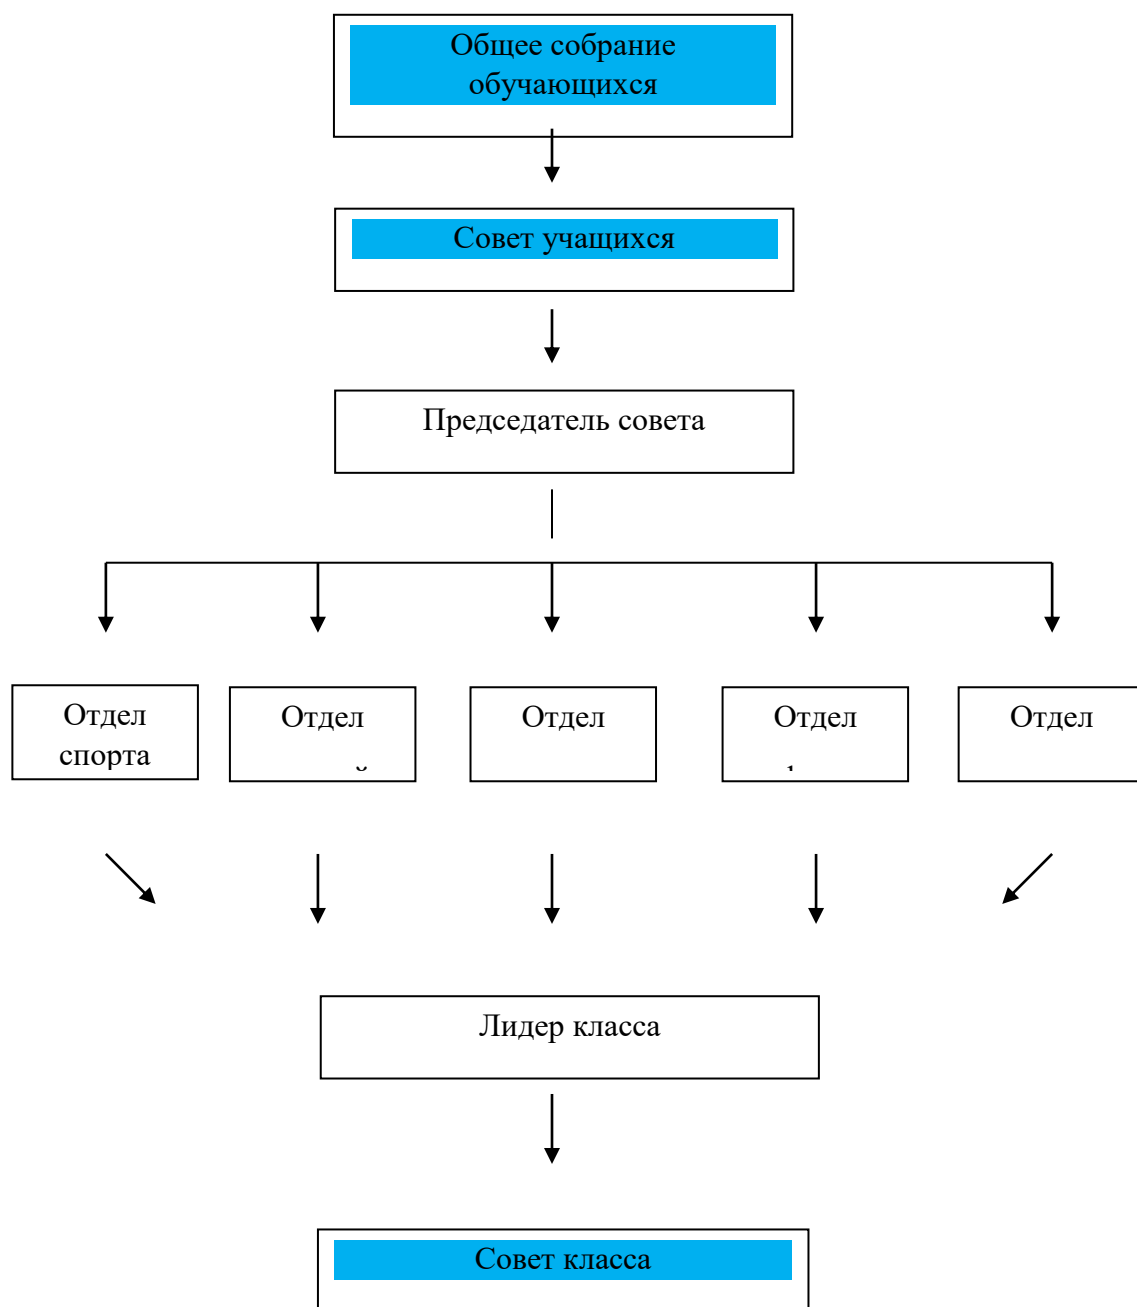 Общее собрание
обучающихся
Совет учащихся
Председатель совета
Отдел
спорта
Отдел
Отдел
Отдел
Отдел
Лидер класса
Совет класса